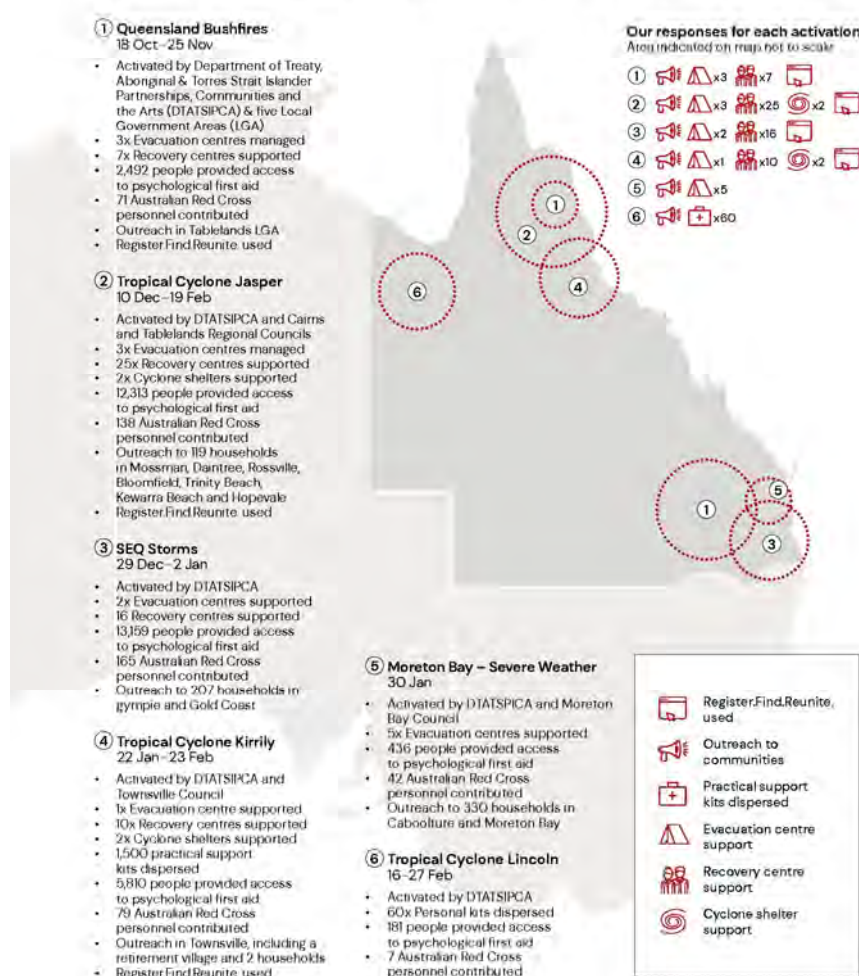 ① Queensland Bushfires
18 Oct–25 Nov
• Activated by Department of Treaty,
Aboriginal & Torres Strait Islander
Partnerships, Communities and
the Arts (DTATSIPCA) & five Local
Government Areas (LGA)
• 3x Evacuation centres managed
• 7x Recovery centres supported
• 2,492 people provided access
to psychological first aid
• 71 Australian Red Cross
personnel contributed
• Outreach in Tablelands LGA
• Register.Find.Reunite. used
② Tropical Cyclone Jasper
10 Dec–19 Feb
• Activated by DTATSIPCA and Cairns
and Tablelands Regional Councils
• 3x Evacuation centres managed
• 25x Recovery centres supported
• 2x Cyclone shelters supported
• 12,313 people provided access
to psychological first aid
• 138 Australian Red Cross
personnel contributed
• Outreach to 119 households
in Mossman, Daintree, Rossville,
Bloomfield, Trinity Beach,
Kewarra Beach and Hopevale
• Register.Find.Reunite. used
③ SEQ Storms
29 Dec–2 Jan
• Activated by DTATSIPCA
• 2x Evacuation centres supported
• 16 Recovery centres supported
• 13,159 people provided access
to psychological first aid
• 165 Australian Red Cross
personnel contributed
• Outreach to 207 households in
gympie and Gold Coast
④ Tropical Cyclone Kirrily
22 Jan–23 Feb
• Activated by DTATSIPCA and
Townsville Council
• 1x Evacuation centre supported
• 10x Recovery centres supported
• 2x Cyclone shelters supported
• 1,500 practical support
kits dispersed
• 5,810 people provided access
to psychological first aid
• 79 Australian Red Cross
personnel contributed
• Outreach in Townsville, including a
retirement village and 2 households
• Register.Find.Reunite. used
⑤ Moreton Bay – Severe Weather
30 Jan
• Activated by DTATSPICA and Moreton
Bay Council
• 5x Evacuation centres supported
• 436 people provided access
to psychological first aid
• 42 Australian Red Cross
personnel contributed
• Outreach to 330 households in
Caboolture and Moreton Bay
⑥ Tropical Cyclone Lincoln
16–27 Feb
• Activated by DTATSIPCA
• 60x Personal kits dispersed
• 181 people provided access
to psychological first aid
• 7 Australian Red Cross
personnel contributed
Our responses for each activation
Area indicated on map not to scale
① x3 x7
② x3 x25 x2
③ x2 x16
④ x1 x10 x2
⑤ x5
⑥ x60
①
②
④
⑥
①
⑤
③
Register.Find.Reunite.
used
Outreach to
communities
Practical support
kits dispersed
Evacuation centre
support
Recovery centre
support
Cyclone shelter
support